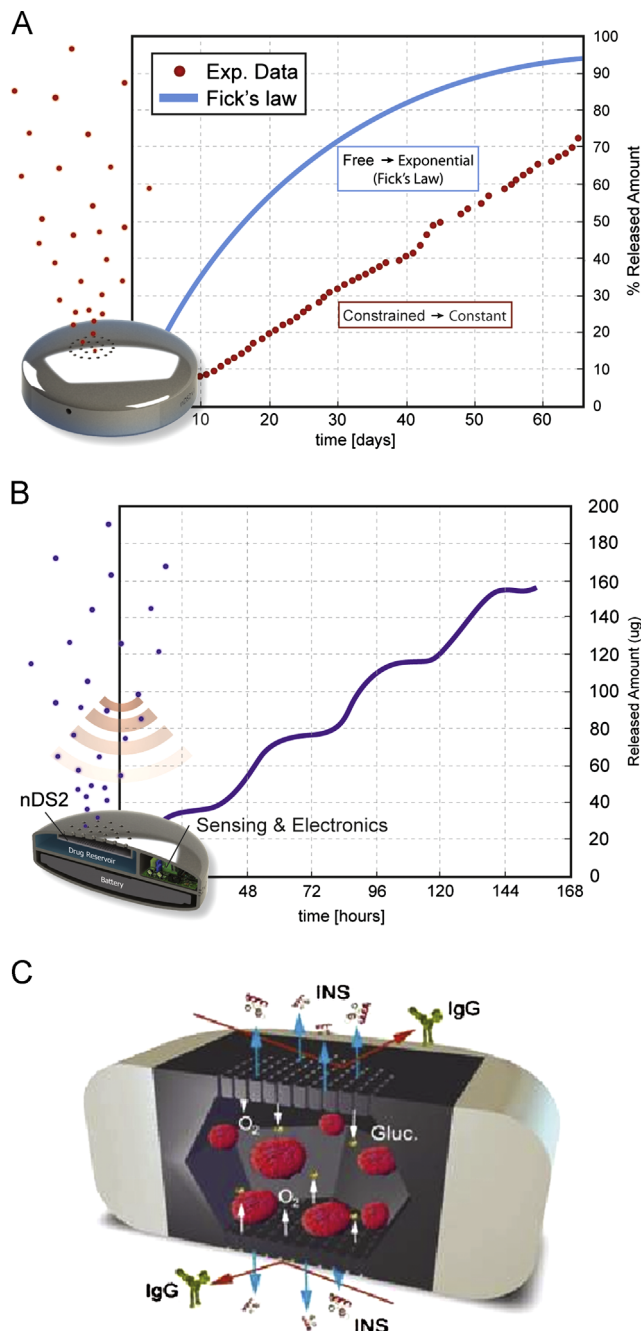 A
Exp. Data
Fick's law
Free → Exponential
(Fick's Law)
Constrained → Constant
100
90
80
70
60
50
40
30
20
10
0
% Released Amount
10
20
30
40
50
60
time [days]
B
200
180
160
140
120
100
80
60
40
20
0
Released Amount (ug)
nDS2
Sensing & Electronics
Drug Reservoir
Battery
48
72
96
120
144
168
time [hours]
C
INS
IgG
O2
Gluc.
O2
IgG
INS